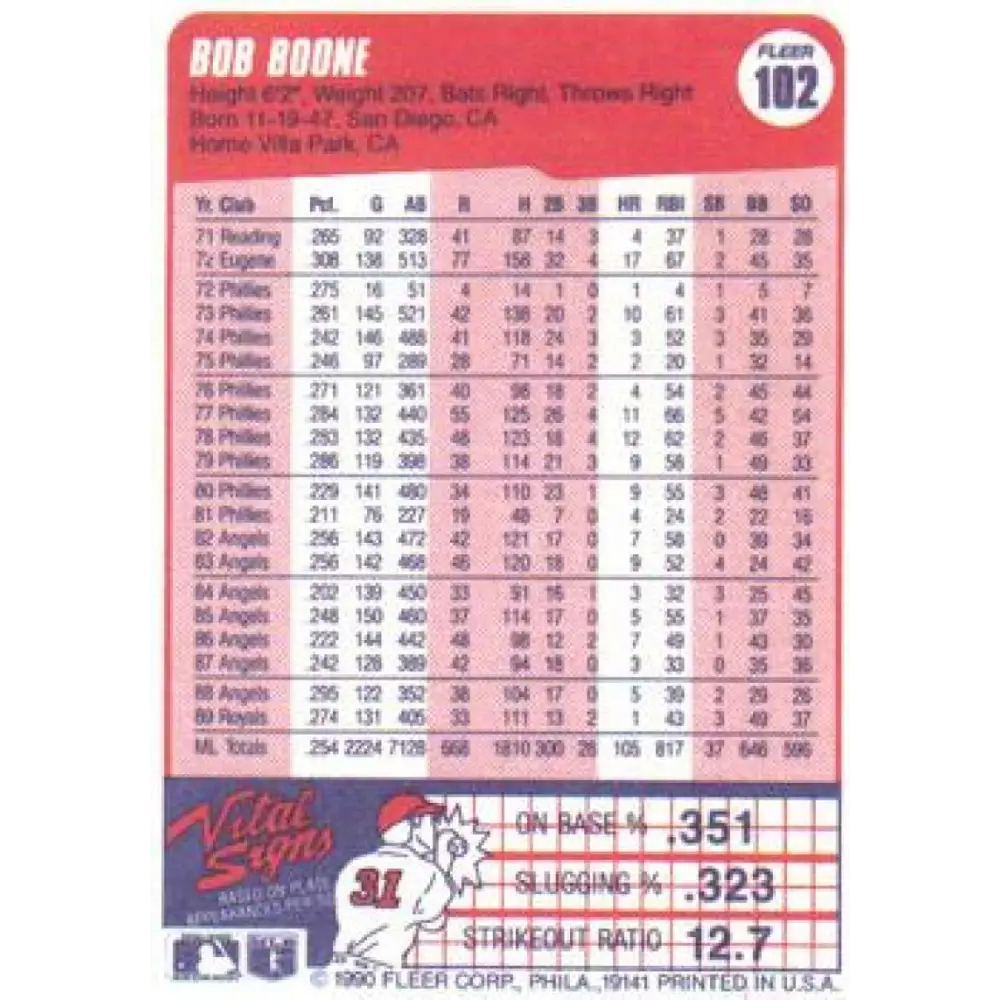 BOB BOONE
FLEER
102
Height 6'2", Weight 207, Bats Right, Throws Right
Born 11-19-47, San Diego, CA
Home Villa Park, CA
Yr. Club Pct. G AB R H 2B 3B HR RBI SB BB SO
71 Reading .265 92 328 41 87 14 3 4 37 1 28 28
72 Eugene .308 138 513 77 158 32 4 17 67 2 45 35
72 Phillies .275 16 51 4 14 1 0 1 4 1 5 7
73 Phillies .261 145 521 42 136 20 2 10 61 3 41 36
74 Phillies .242 146 488 41 118 24 3 3 52 3 35 29
75 Phillies .246 97 289 28 71 14 2 2 20 1 32 14
76 Phillies .271 121 361 40 98 18 2 4 54 2 45 44
77 Phillies .284 132 440 55 125 26 4 11 66 5 42 54
78 Phillies .283 132 435 48 123 18 4 12 62 2 46 37
79 Phillies .286 119 398 38 114 21 3 9 58 1 49 33
80 Phillies .229 141 480 34 110 23 1 9 55 3 48 41
81 Phillies .211 76 227 19 48 7 0 4 24 2 22 16
82 Angels .256 143 472 42 121 17 0 7 58 0 39 34
83 Angels .256 142 468 46 120 18 0 9 52 4 24 42
84 Angels .202 139 450 33 91 16 1 3 32 3 25 45
85 Angels .248 150 460 37 114 17 0 5 55 1 37 35
86 Angels .222 144 442 48 98 12 2 7 49 1 43 30
87 Angels .242 128 389 42 94 18 0 3 33 0 35 36
88 Angels .295 122 352 38 104 17 0 5 39 2 29 26
89 Royals .274 131 405 33 111 13 2 1 43 3 49 37
ML Totals .254 2224 7128 668 1810 300 26 105 817 37 646 596
Vital Signs
BASED ON PLATE
APPEARANCES PER
31
ON BASE % .351
SLUGGING % .323
STRIKEOUT RATIO 12.7
© 1990 FLEER CORP., PHILA., 19141 PRINTED IN U.S.A.